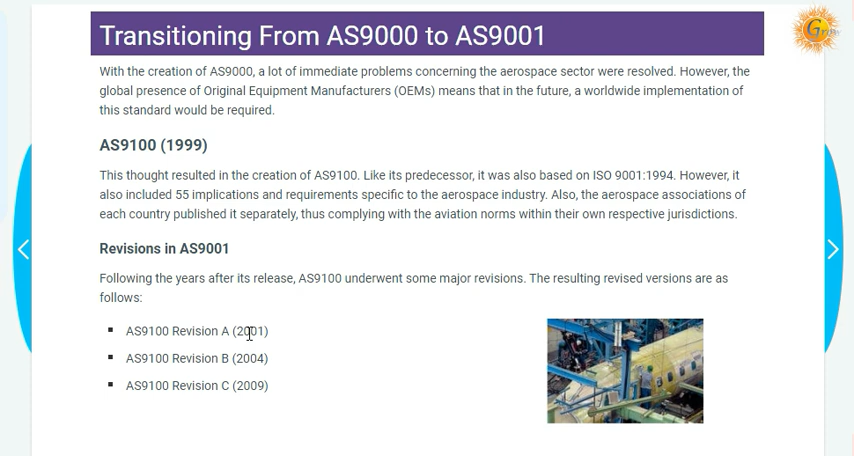 Transitioning From AS9000 to AS9001
With the creation of AS9000, a lot of immediate problems concerning the aerospace sector were resolved. However, the
global presence of Original Equipment Manufacturers (OEMs) means that in the future, a worldwide implementation of
this standard would be required.
AS9100 (1999)
This thought resulted in the creation of AS9100. Like its predecessor, it was also based on ISO 9001:1994. However, it
also included 55 implications and requirements specific to the aerospace industry. Also, the aerospace associations of
each country published it separately, thus complying with the aviation norms within their own respective jurisdictions.
Revisions in AS9001
Following the years after its release, AS9100 underwent some major revisions. The resulting revised versions are as
follows:
AS9100 Revision A (2001)
AS9100 Revision B (2004)
AS9100 Revision C (2009)